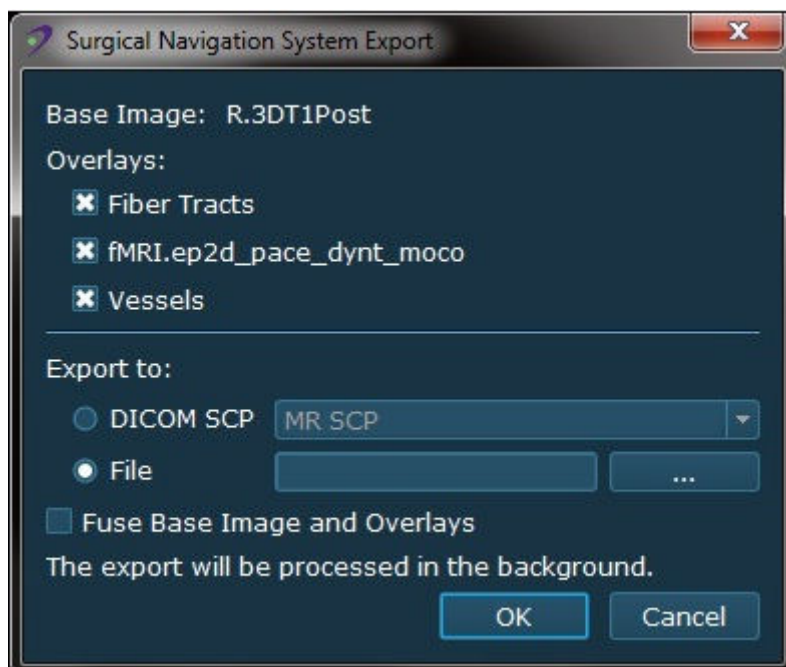 Surgical Navigation System Export
Base Image: R.3DT1Post
Overlays:
Fiber Tracts
fMRI.ep2d_pace_dynt_moco
Vessels
Export to:
DICOM SCP MR SCP
File ...
Fuse Base Image and Overlays
The export will be processed in the background.
OK Cancel